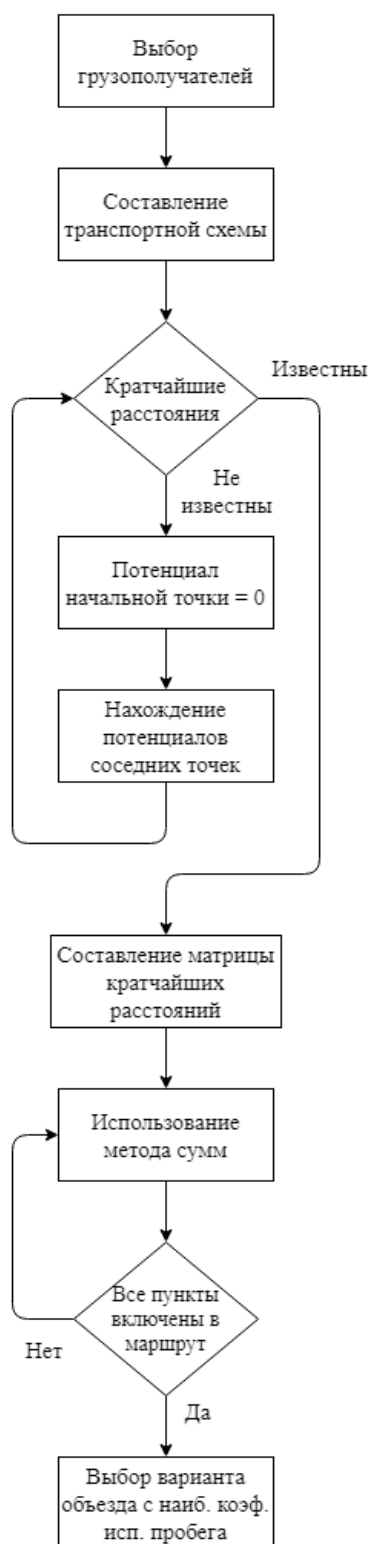 Выбор
грузополучателей
Составление
транспортной схемы
Кратчайшие
расстояния
Известны
Не
известны
Потенциал
начальной точки = 0
Нахождение
потенциалов
соседних точек
Составление матрицы
кратчайших
расстояний
Использование
метода сумм
Все пункты
включены в
маршрут
Нет
Да
Выбор варианта
объезда с наиб. коэф.
исп. пробега